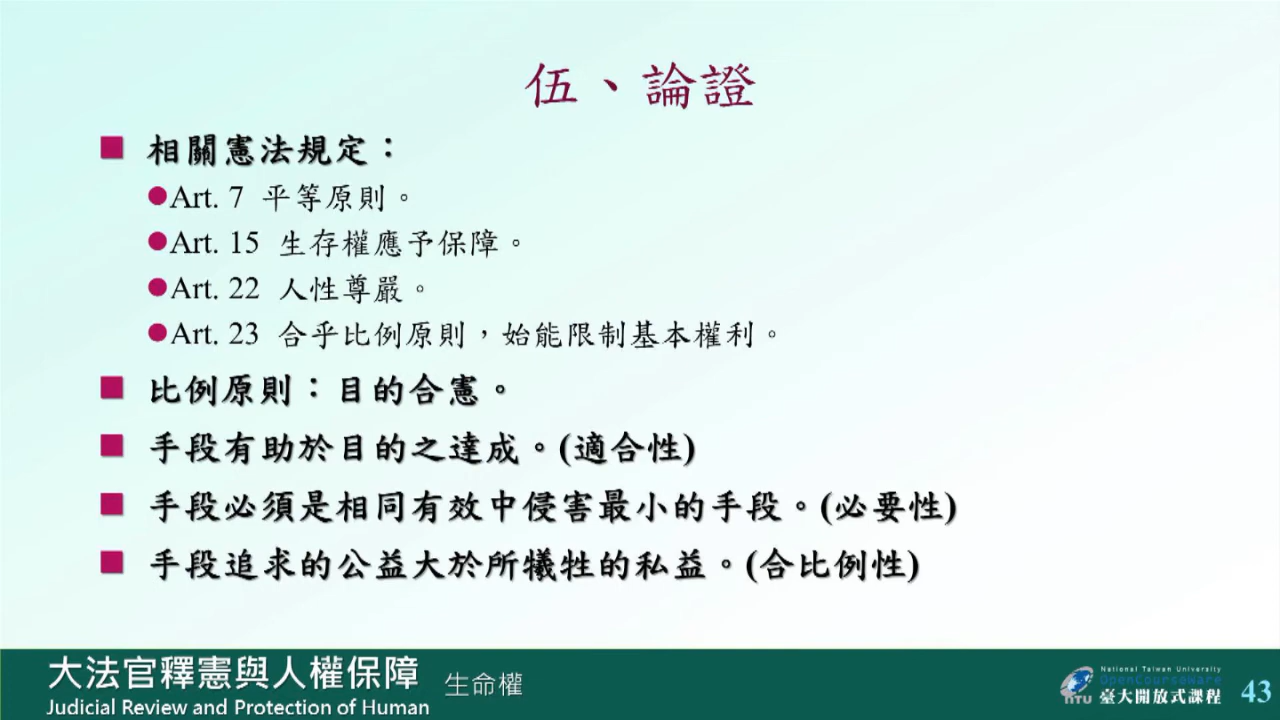 伍、論證
相關憲法規定：
Art. 7 平等原則。
Art. 15 生存權應予保障。
Art. 22 人性尊嚴。
Art. 23 合乎比例原則，始能限制基本權利。
比例原則：目的合憲。
手段有助於目的之達成。(適合性)
手段必須是相同有效中侵害最小的手段。(必要性)
手段追求的公益大於所犧牲的私益。(合比例性)
大法官釋憲與人權保障 生命權
Judicial Review and Protection of Human
National Taiwan University
OpenCourseWare
NTU 臺大開放式課程
43